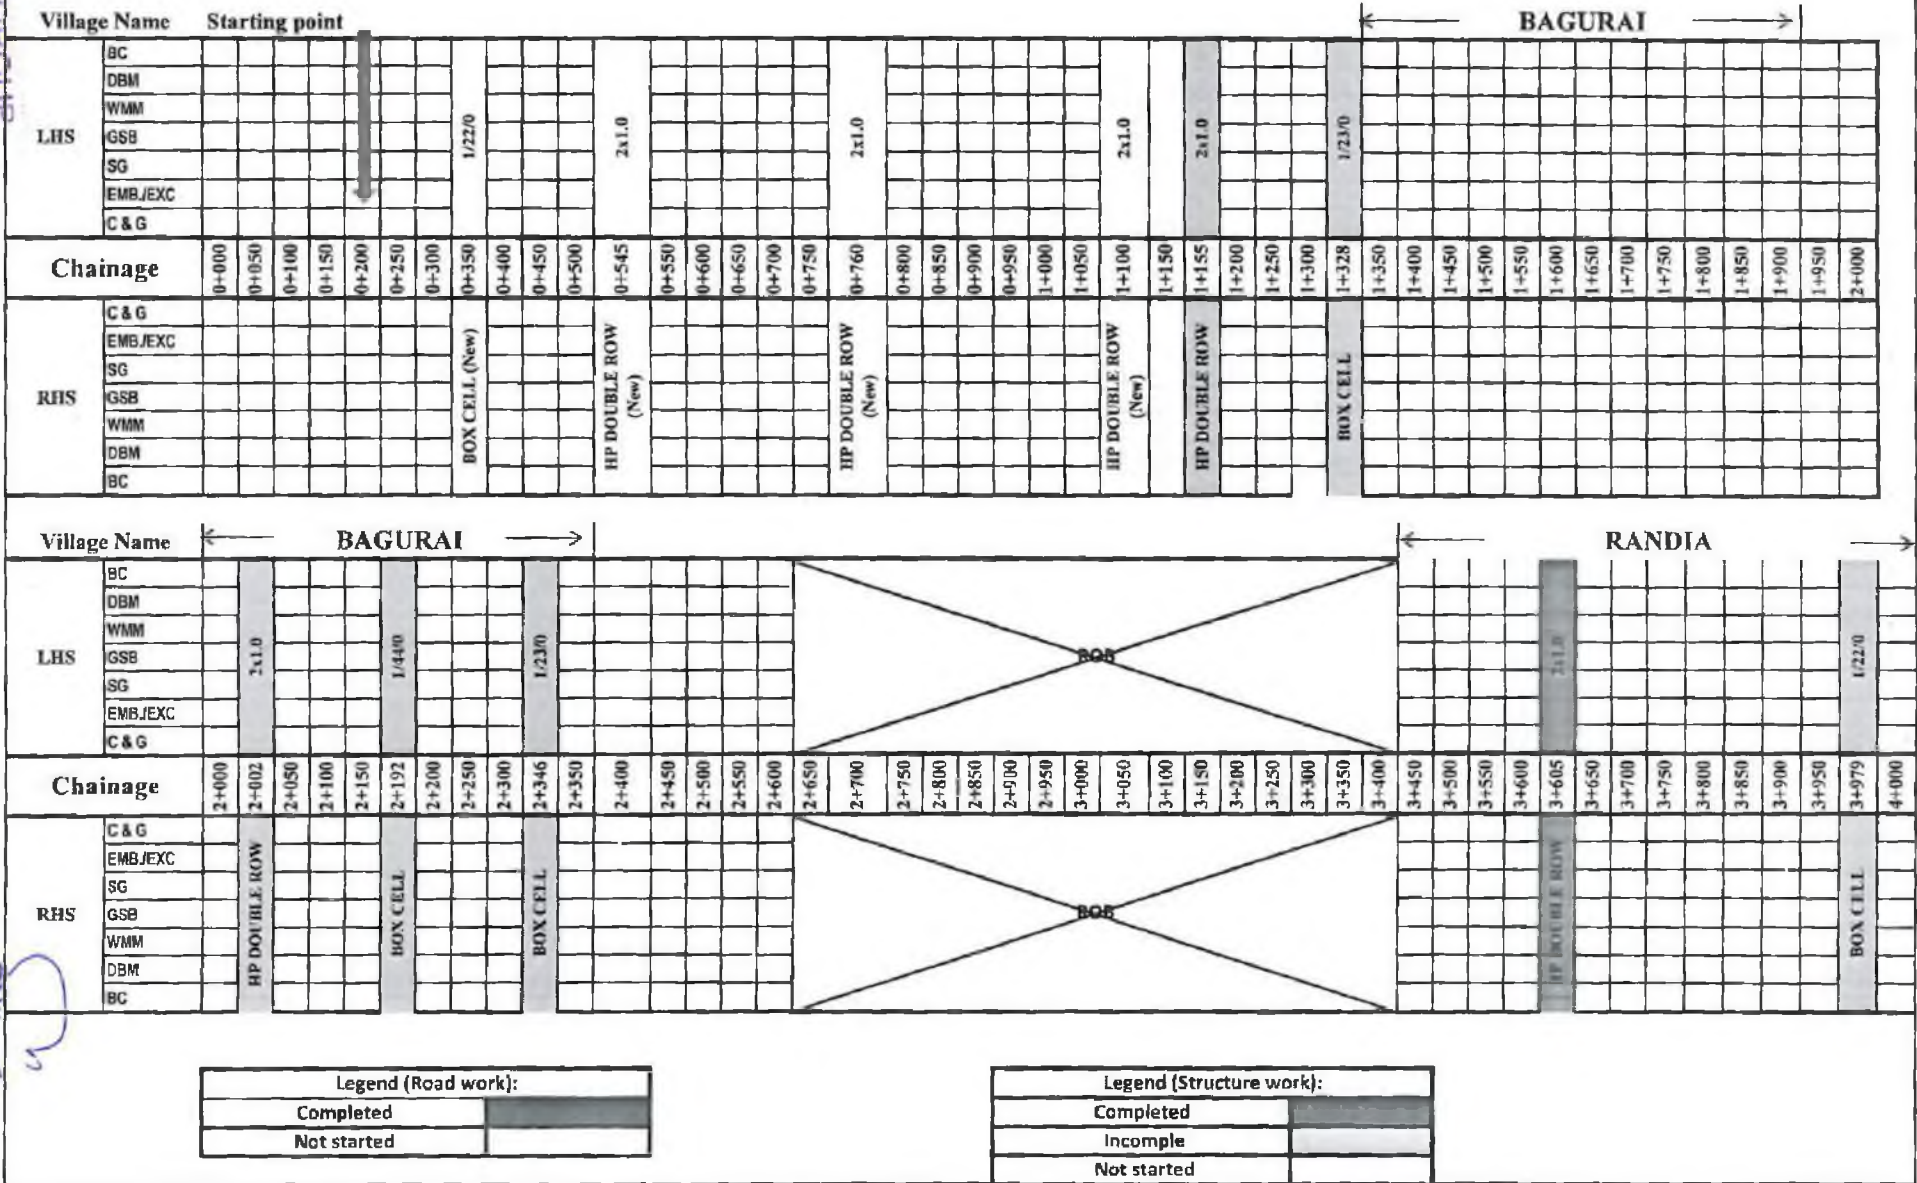 Village Name Starting point BAGURAI
BC
DBM
WMM
LHS GSB
SG
EMB./EXC
C & G
1/22/0 2x1.0 2x1.0 2x1.0 2x1.0 1/23/0
Chainage 0+000 0+050 0+100 0+150 0+200 0+250 0+300 0+350 0+400 0+450 0+500 0+545 0+550 0+600 0+650 0+700 0+750 0+760 0+800 0+850 0+900 0+950 1+000 1+050 1+100 1+150 1+155 1+200 1+250 1+300 1+328 1+350 1+400 1+450 1+500 1+550 1+600 1+650 1+700 1+750 1+800 1+850 1+900 1+950 2+000
C & G
EMB./EXC
SG
RHS GSB
WMM
DBM
BC
BOX CELL (New)
HP DOUBLE ROW
(New)
HP DOUBLE ROW
(New)
HP DOUBLE ROW
(New)
HP DOUBLE ROW
BOX CELL
Village Name BAGURAI RANDIA
BC
DBM
WMM
LHS GSB
SG
EMB./EXC
C & G
2x1.0 1/44/0 1/23/0 ROB 2x1.0 1/22/0
Chainage 2+000 2+002 2+050 2+100 2+150 2+192 2+200 2+250 2+300 2+346 2+350 2+400 2+450 2+500 2+550 2+600 2+650 2+700 2+750 2+800 2+850 2+900 2+950 3+000 3+050 3+100 3+150 3+200 3+250 3+300 3+350 3+400 3+450 3+500 3+550 3+600 3+605 3+650 3+700 3+750 3+800 3+850 3+900 3+950 3+979 4+000
C & G
EMB./EXC
SG
RHS GSB
WMM
DBM
BC
HP DOUBLE ROW
BOX CELL
BOX CELL
ROB
HP DOUBLE ROW
BOX CELL
Legend (Road work):
Completed
Not started
Legend (Structure work):
Completed
Incomple
Not started